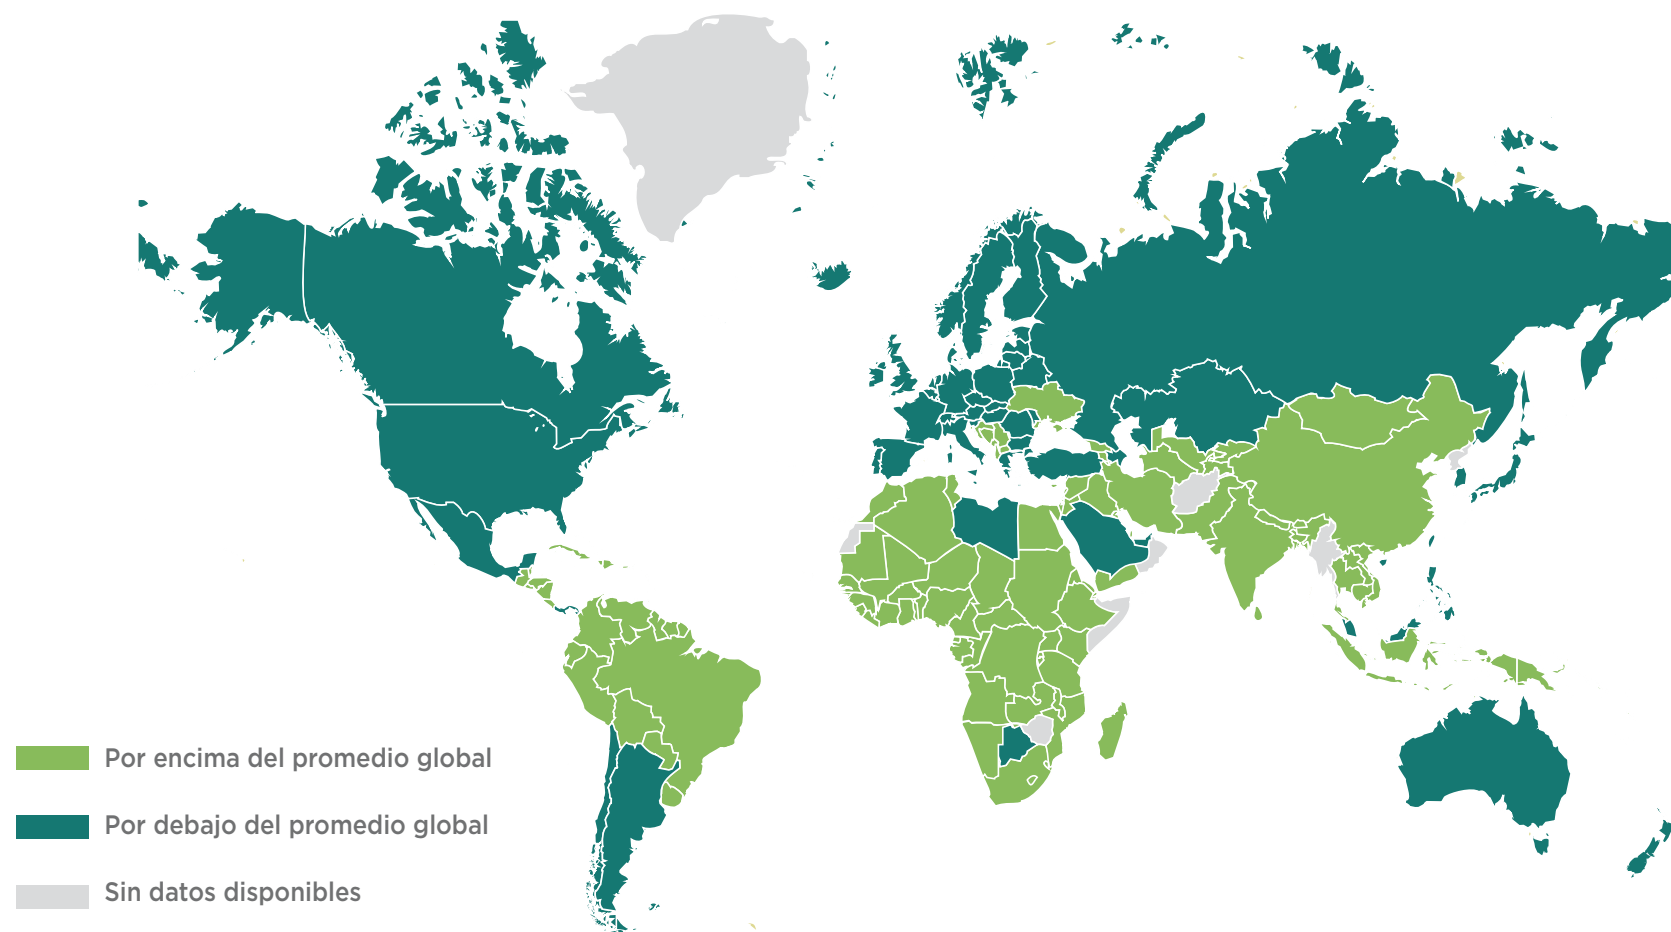 Por encima del promedio global
Por debajo del promedio global
Sin datos disponibles